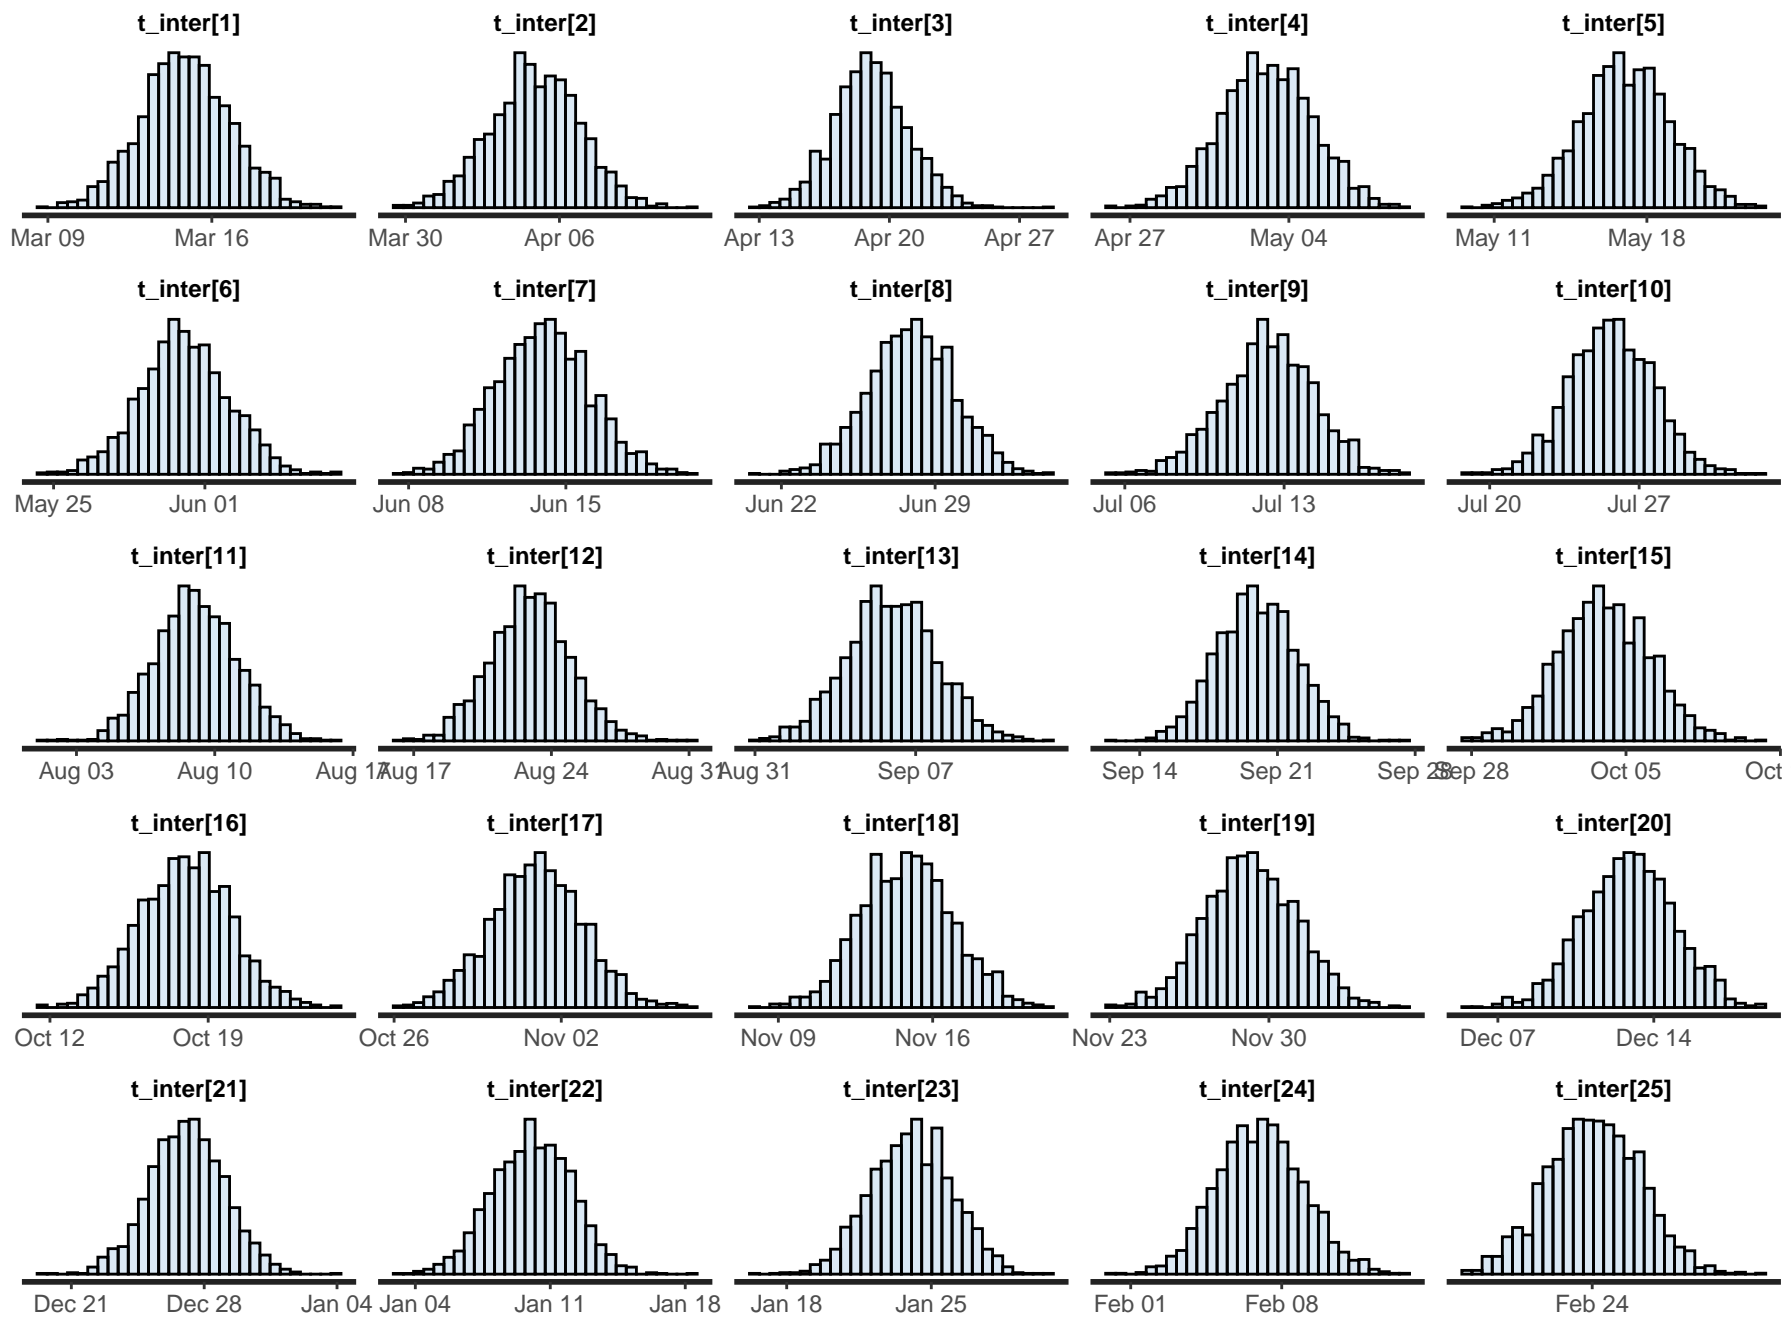 t_inter[1] t_inter[2] t_inter[3] t_inter[4] t_inter[5]
Mar 09 Mar 16 Mar 30 Apr 06 Apr 13 Apr 20 Apr 27 Apr 27 May 04 May 11 May 18
t_inter[6] t_inter[7] t_inter[8] t_inter[9] t_inter[10]
May 25 Jun 01 Jun 08 Jun 15 Jun 22 Jun 29 Jul 06 Jul 13 Jul 20 Jul 27
t_inter[11] t_inter[12] t_inter[13] t_inter[14] t_inter[15]
Aug 03 Aug 10 Aug 17 Aug 17 Aug 24 Aug 31 Aug 31 Sep 07 Sep 14 Sep 21 Sep 28 Sep 28 Oct 05 Oct
t_inter[16] t_inter[17] t_inter[18] t_inter[19] t_inter[20]
Oct 12 Oct 19 Oct 26 Nov 02 Nov 09 Nov 16 Nov 23 Nov 30 Dec 07 Dec 14
t_inter[21] t_inter[22] t_inter[23] t_inter[24] t_inter[25]
Dec 21 Dec 28 Jan 04 Jan 04 Jan 11 Jan 18 Jan 18 Jan 25 Feb 01 Feb 08 Feb 24